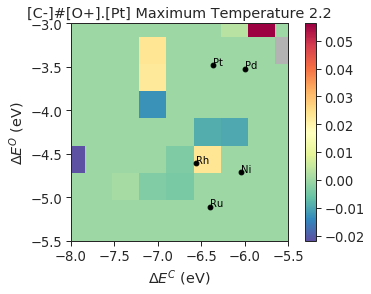 [C-]#[O+].[Pt] Maximum Temperature 2.2
−3.0
−3.5
−4.0
−4.5
−5.0
−5.5
ΔE^O (eV)
Pt
Pd
Rh
Ni
Ru
−8.0 −7.5 −7.0 −6.5 −6.0 −5.5
ΔE^C (eV)
0.05
0.04
0.03
0.02
0.01
0.00
−0.01
−0.02